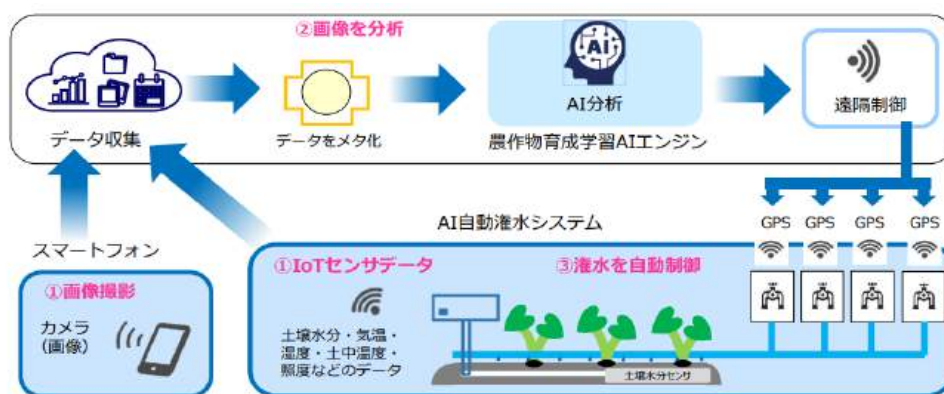 ②画像を分析
AI
AI分析
遠隔制御
データ収集
データをメタ化
農作物育成学習AIエンジン
AI自動潅水システム
GPS GPS GPS GPS
スマートフォン
①画像撮影
カメラ
(画像)
①IoTセンサデータ
③潅水を自動制御
土壌水分・気温・
湿度・土中温度・
照度などのデータ
土壌水分センサ